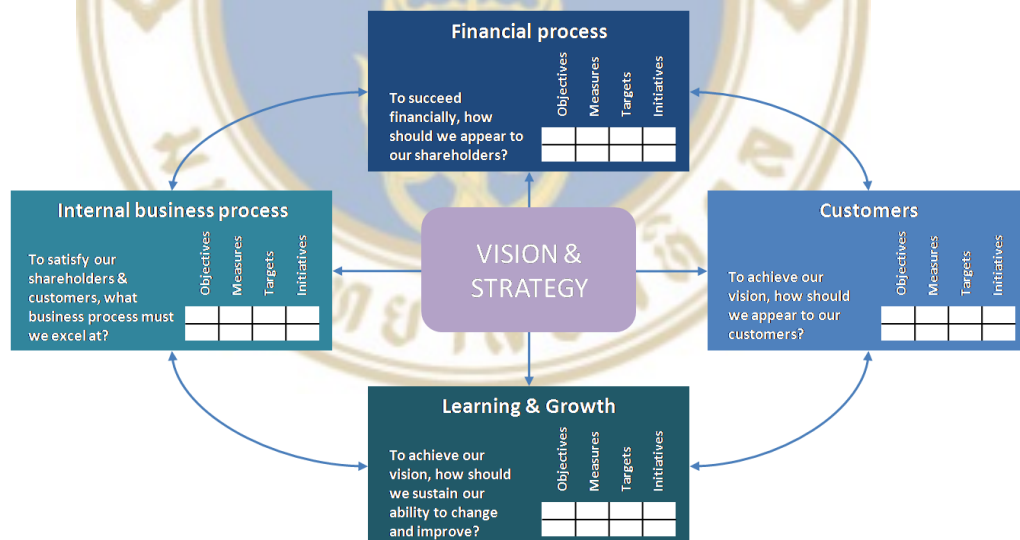 Financial process
Objectives
Measures
Targets
Initiatives
To succeed
financially, how
should we appear to
our shareholders?
Internal business process
Objectives
Measures
Targets
Initiatives
To satisfy our
shareholders &
customers, what
business process must
we excel at?
VISION &
STRATEGY
Customers
Objectives
Measures
Targets
Initiatives
To achieve our
vision, how should
we appear to our
customers?
Learning & Growth
Objectives
Measures
Targets
Initiatives
To achieve our
vision, how should
we sustain our
ability to change
and improve?